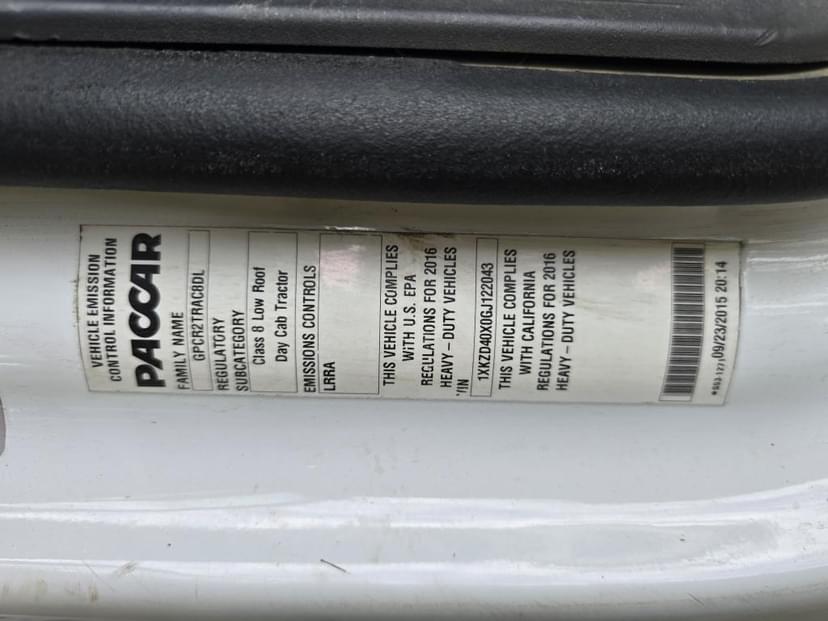 VEHICLE EMISSION
CONTROL INFORMATION
PACCAR
FAMILY NAME
GPCR2TRAC8DL
REGULATORY
SUBCATEGORY
Class 8 Low Roof
Day Cab Tractor
EMISSIONS CONTROLS
LRRA
THIS VEHICLE COMPLIES
WITH U.S. EPA
REGULATIONS FOR 2016
HEAVY-DUTY VEHICLES
VIN
1XKZD40X0GJ122043
THIS VEHICLE COMPLIES
WITH CALIFORNIA
REGULATIONS FOR 2016
HEAVY-DUTY VEHICLES
09/23/2015 20:14